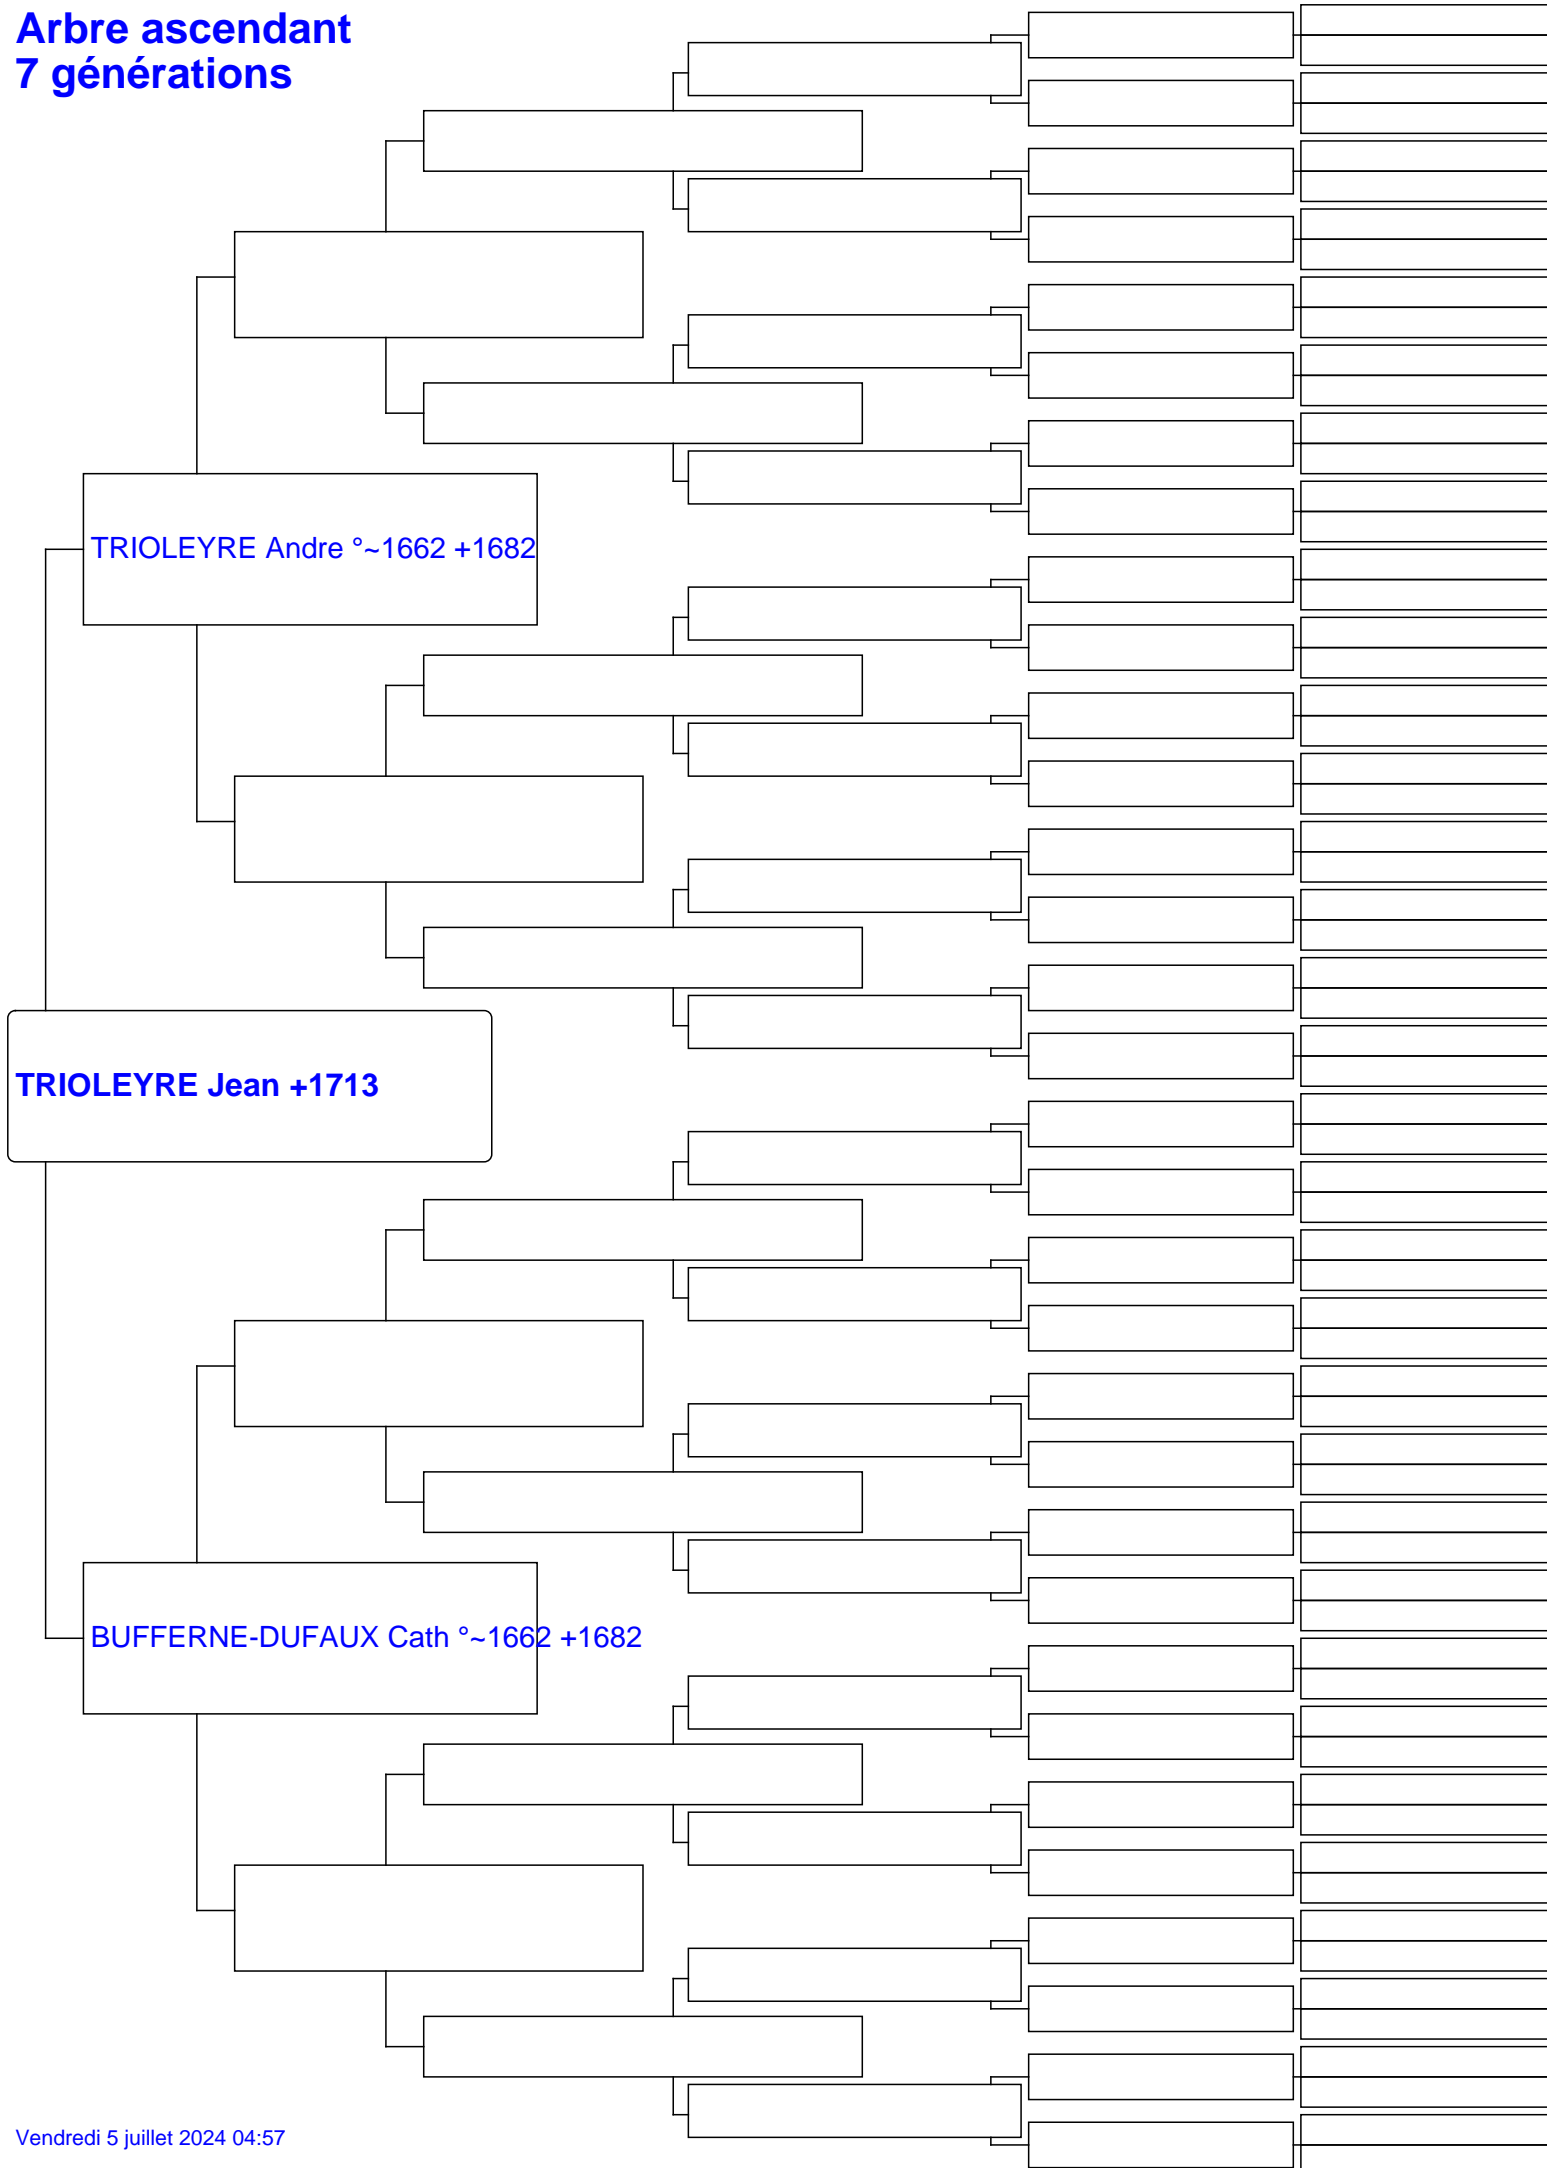 Arbre ascendant
7 générations
TRIOLEYRE Andre °~1662 +1682
TRIOLEYRE Jean +1713
BUFFERNE-DUFAUX Cath °~1662 +1682
Vendredi 5 juillet 2024 04:57